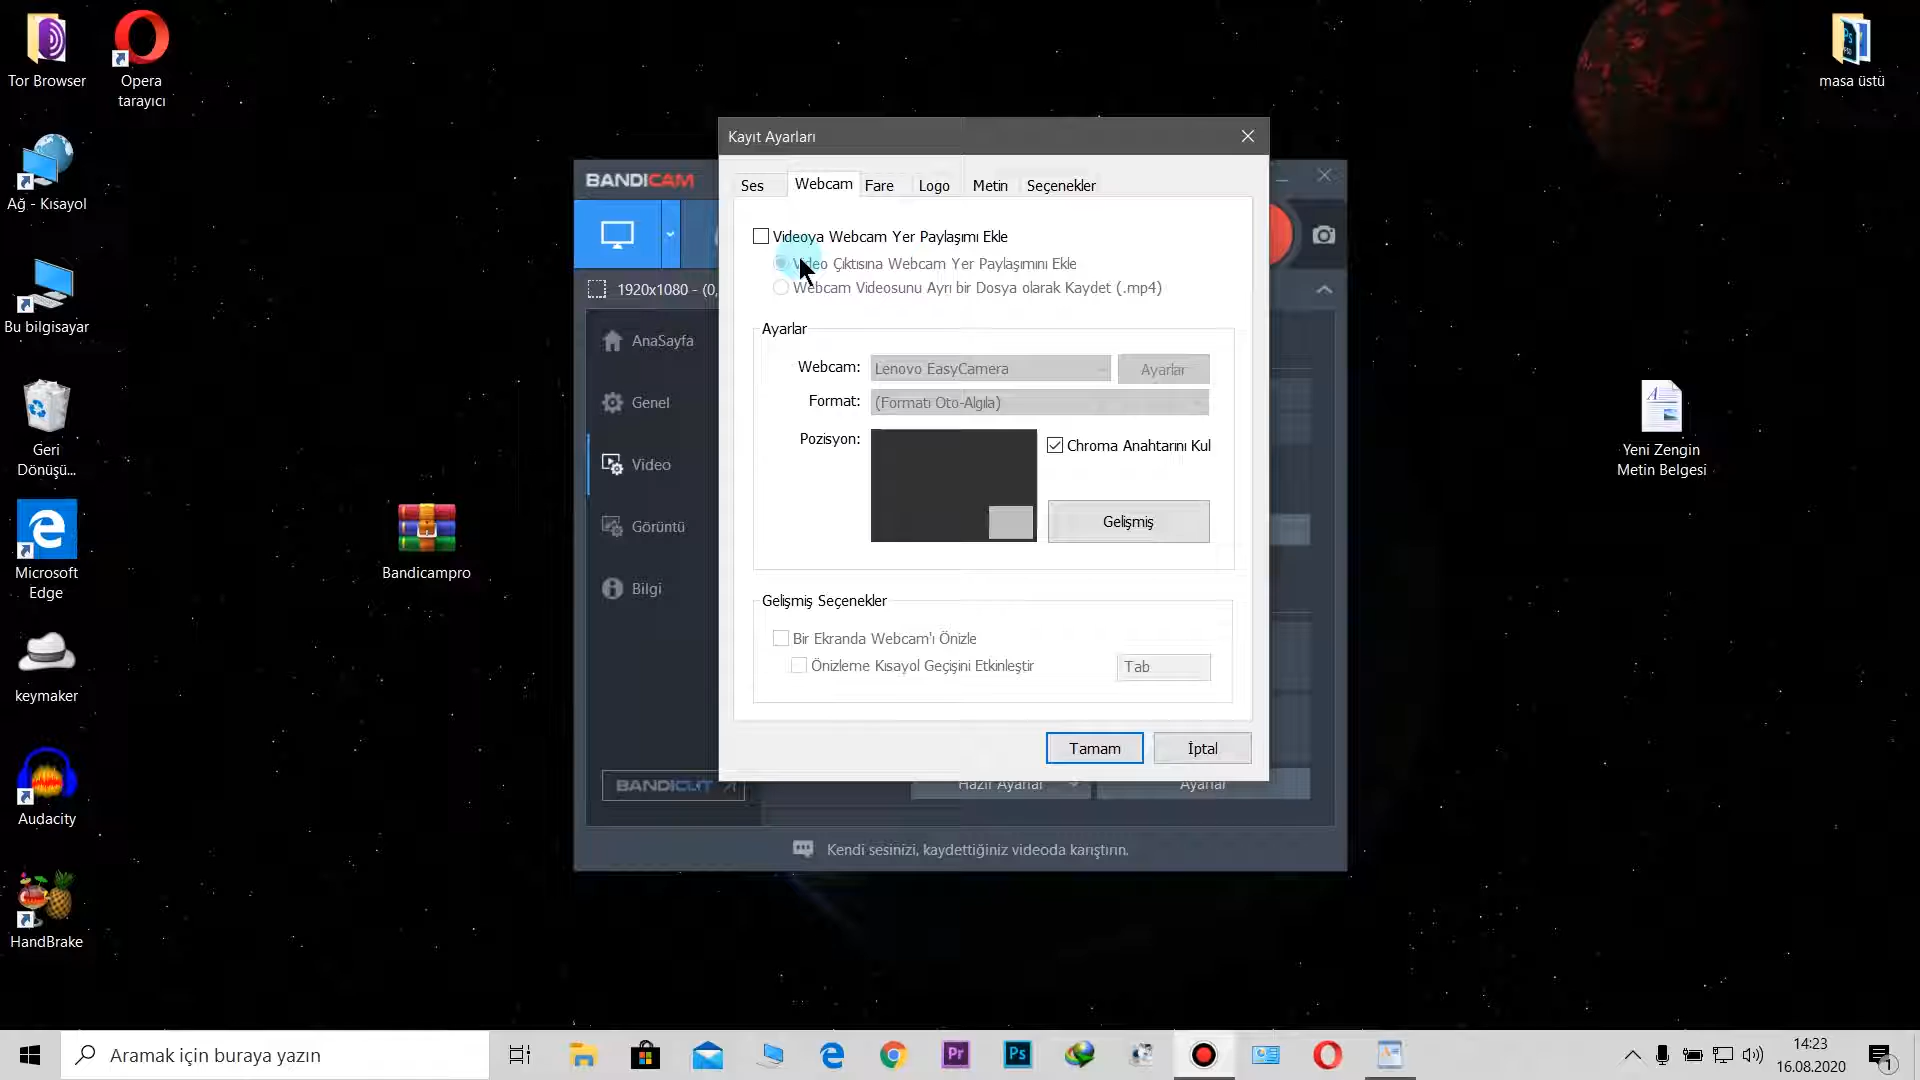 Tor Browser
Opera
tarayıcı
masa üstü
Ağ - Kısayol
Bu bilgisayar
Geri
Dönüşü...
Microsoft
Edge
keymaker
Audacity
HandBrake
Bandicampro
Yeni Zengin
Metin Belgesi
BANDICAM
1920x1080 - (0,
AnaSayfa
Genel
Video
Görüntü
Bilgi
BANDICUT
Hazır Ayarlar
Ayarlar
Kendi sesinizi, kaydettiğiniz videoda karıştırın.
Kayıt Ayarları
Ses
Webcam
Fare
Logo
Metin
Seçenekler
Videoya Webcam Yer Paylaşımı Ekle
Video Çıktısına Webcam Yer Paylaşımını Ekle
Webcam Videosunu Ayrı bir Dosya olarak Kaydet (.mp4)
Ayarlar
Webcam:
Lenovo EasyCamera
Ayarlar
Format:
(Formatı Oto-Algıla)
Pozisyon:
Chroma Anahtarını Kul
Gelişmiş
Gelişmiş Seçenekler
Bir Ekranda Webcam'ı Önizle
Önizleme Kısayol Geçişini Etkinleştir
Tab
Tamam
İptal
Aramak için buraya yazın
Pr
Ps
14:23
16.08.2020
1